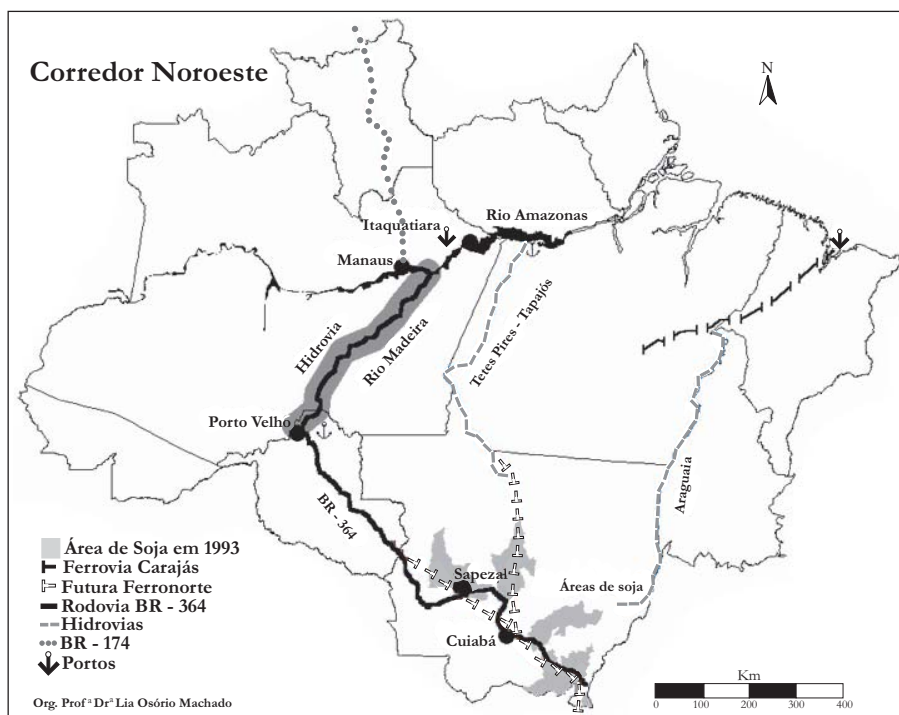 Corredor Noroeste
N
Itaquatiara
Rio Amazonas
Manaus
Hidrovia
Rio Madeira
Tetes Pires - Tapajós
Porto Velho
BR - 364
Araguaia
Sapezal
Áreas de soja
Cuiabá
Área de Soja em 1993
Ferrovia Carajás
Futura Ferronorte
Rodovia BR - 364
Hidrovias
BR - 174
Portos
Km
0 100 200 300 400
Org. Profª Drª Lia Osório Machado